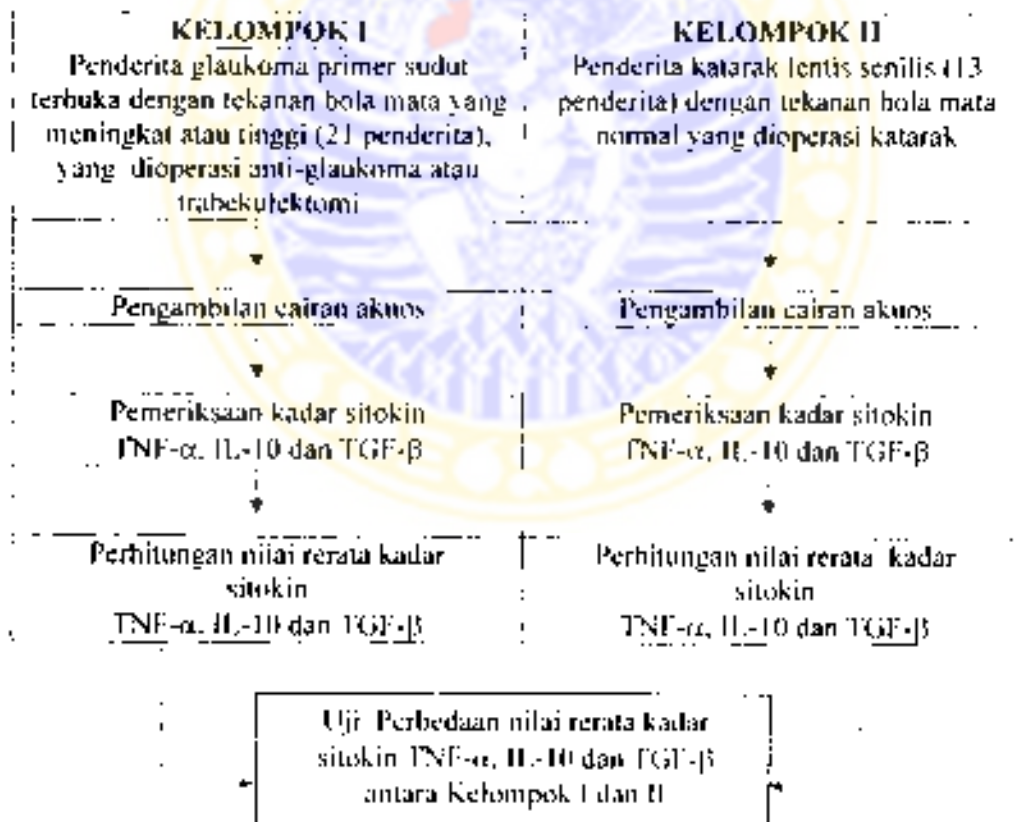 KELOMPOK I
Penderita glaukoma primer sudut
terbuka dengan tekanan bola mata yang
meningkat atau tinggi (21 penderita),
yang dioperasi anti-glaukoma atau
trabekulektomi
KELOMPOK II
Penderita katarak lentis senilis (13
penderita) dengan tekanan bola mata
normal yang dioperasi katarak
Pengambilan cairan akuos
Pengambilan cairan akuos
Pemeriksaan kadar sitokin
TNF-α, IL-10 dan TGF-β
Pemeriksaan kadar sitokin
TNF-α, IL-10 dan TGF-β
Perhitungan nilai rerata kadar
sitokin
TNF-α, IL-10 dan TGF-β
Perhitungan nilai rerata kadar
sitokin
TNF-α, IL-10 dan TGF-β
Uji Perbedaan nilai rerata kadar
sitokin TNF-α, IL-10 dan TGF-β
antara Kelompok I dan II